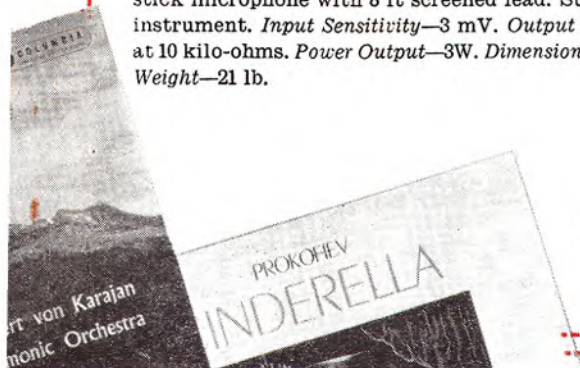 stick microphone with 8 ft screened lead.
instrument. Input Sensitivity—3 mV. Output
at 10 kilo-ohms. Power Output—3W. Dimension
Weight—21 lb.
COLUMBIA
ert von Karajan
monic Orchestra
PROKOFIEV
INDERELLA